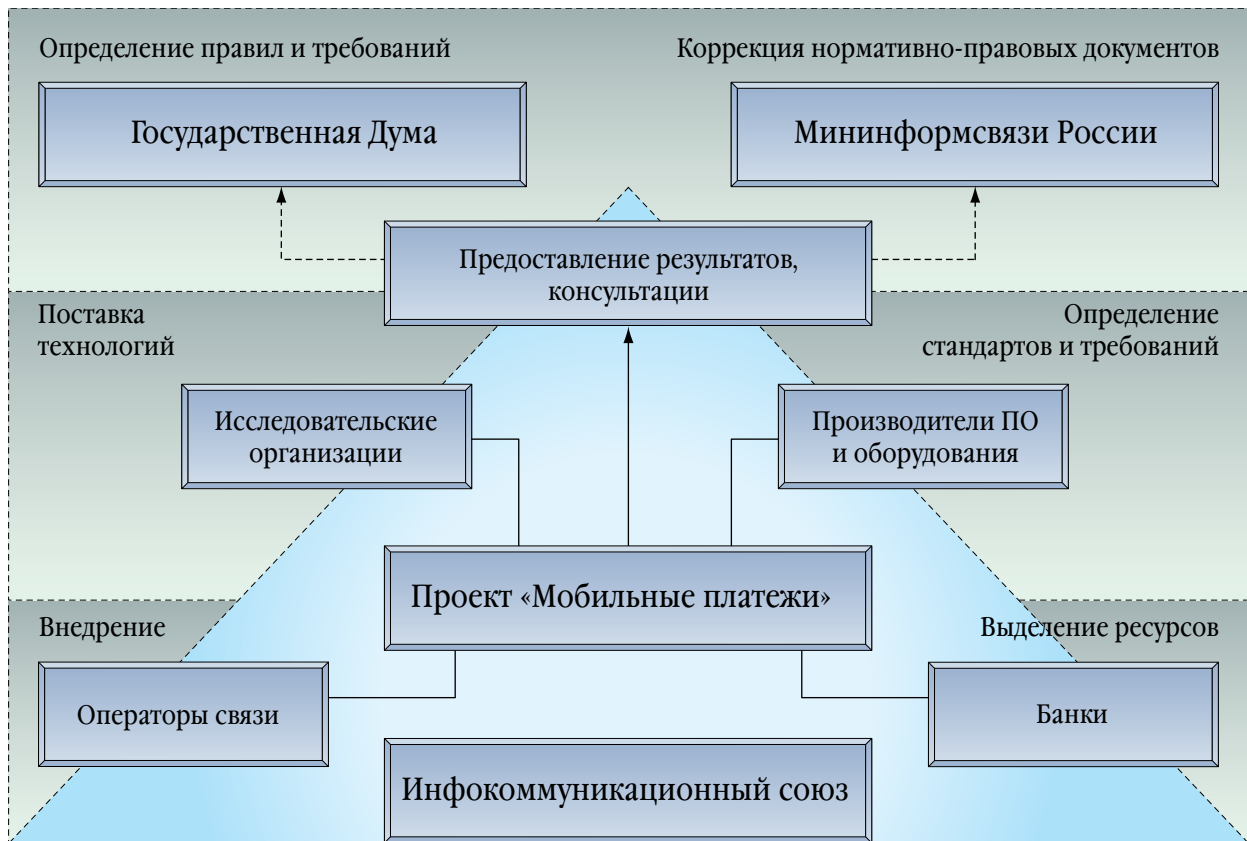 Определение правил и требований
Коррекция нормативно-правовых документов
Государственная Дума
Мининформсвязи России
Предоставление результатов,
консультации
Поставка
технологий
Определение
стандартов и требований
Исследовательские
организации
Производители ПО
и оборудования
Проект «Мобильные платежи»
Внедрение
Выделение ресурсов
Операторы связи
Банки
Инфокоммуникационный союз